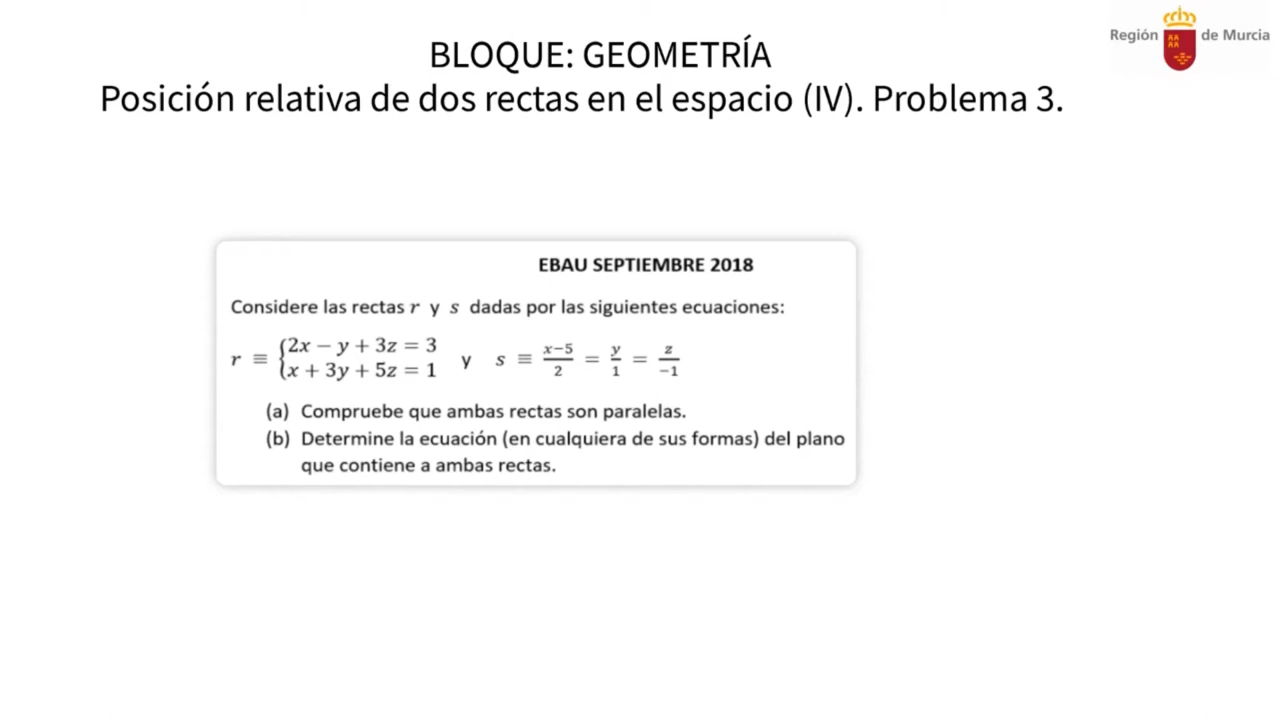 BLOQUE: GEOMETRÍA
Región de Murcia
Posición relativa de dos rectas en el espacio (IV). Problema 3.
EBAU SEPTIEMBRE 2018
Considere las rectas r y s dadas por las siguientes ecuaciones:
r ≡ {2x − y + 3z = 3
x + 3y + 5z = 1 y s ≡ x−5/2 = y/1 = z/−1
(a) Compruebe que ambas rectas son paralelas.
(b) Determine la ecuación (en cualquiera de sus formas) del plano
que contiene a ambas rectas.